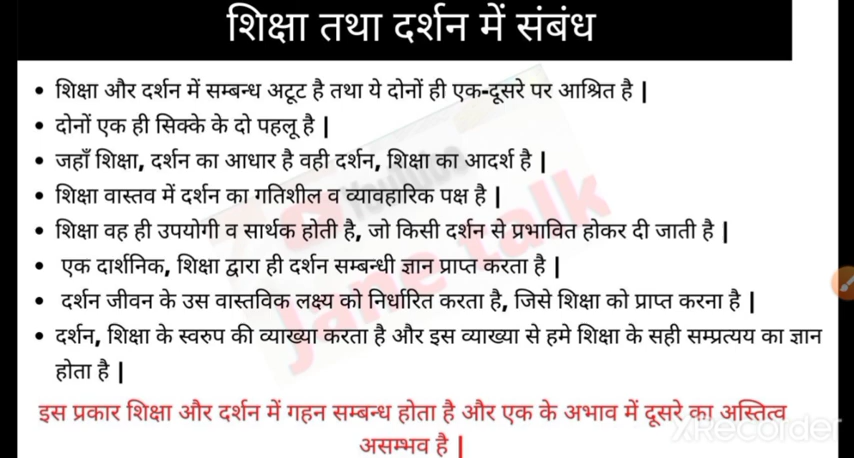 शिक्षा तथा दर्शन में संबंध
• शिक्षा और दर्शन में सम्बन्ध अटूट है तथा ये दोनों ही एक-दूसरे पर आश्रित है |
• दोनों एक ही सिक्के के दो पहलू है |
• जहाँ शिक्षा, दर्शन का आधार है वही दर्शन, शिक्षा का आदर्श है |
• शिक्षा वास्तव में दर्शन का गतिशील व व्यावहारिक पक्ष है |
• शिक्षा वह ही उपयोगी व सार्थक होती है, जो किसी दर्शन से प्रभावित होकर दी जाती है |
• एक दार्शनिक, शिक्षा द्वारा ही दर्शन सम्बन्धी ज्ञान प्राप्त करता है |
• दर्शन जीवन के उस वास्तविक लक्ष्य को निर्धारित करता है, जिसे शिक्षा को प्राप्त करना है |
• दर्शन, शिक्षा के स्वरुप की व्याख्या करता है और इस व्याख्या से हमे शिक्षा के सही सम्प्रत्यय का ज्ञान
होता है |
इस प्रकार शिक्षा और दर्शन में गहन सम्बन्ध होता है और एक के अभाव में दूसरे का अस्तित्व
असम्भव है |
YouTube
Jane talk
XRecorder